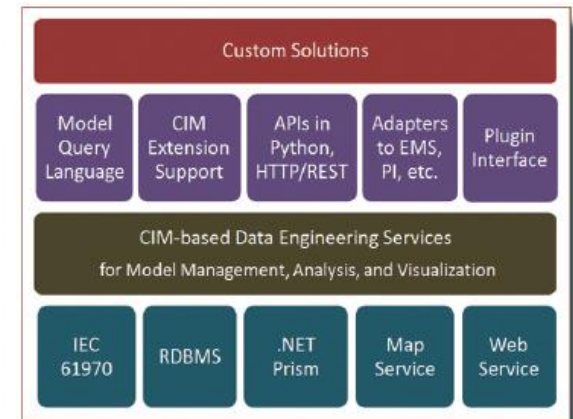 Custom Solutions
Model
Query
Language
CIM
Extension
Support
APIs in
Python,
HTTP/REST
Adapters
to EMS,
PI, etc.
Plugin
Interface
CIM-based Data Engineering Services
for Model Management, Analysis, and Visualization
IEC
61970
RDBMS
.NET
Prism
Map
Service
Web
Service